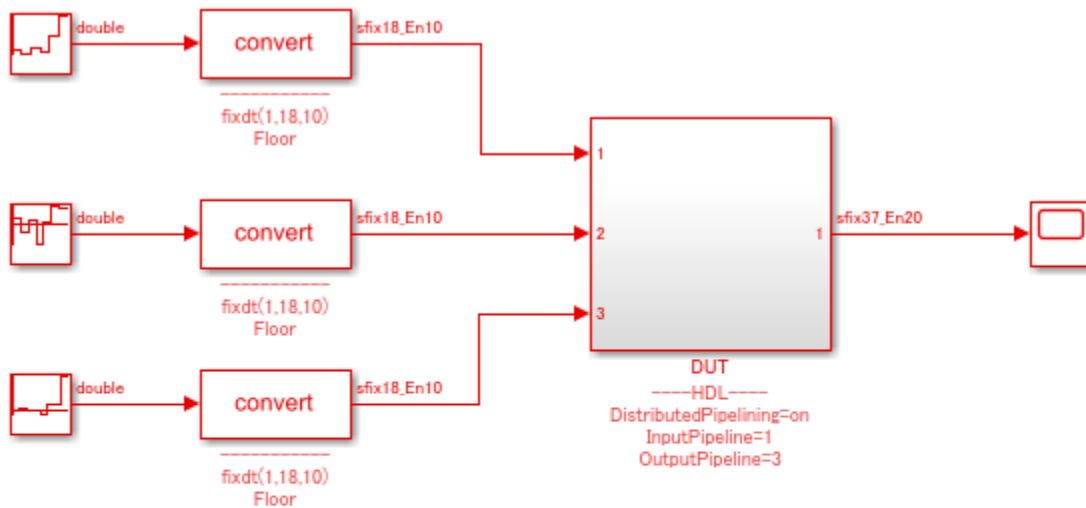 double
convert
sfix18_En10
-----------
fixdt(1,18,10)
Floor
double
convert
sfix18_En10
-----------
fixdt(1,18,10)
Floor
double
convert
sfix18_En10
-----------
fixdt(1,18,10)
Floor
1
2
3
1
sfix37_En20
DUT
----HDL----
DistributedPipelining=on
InputPipeline=1
OutputPipeline=3